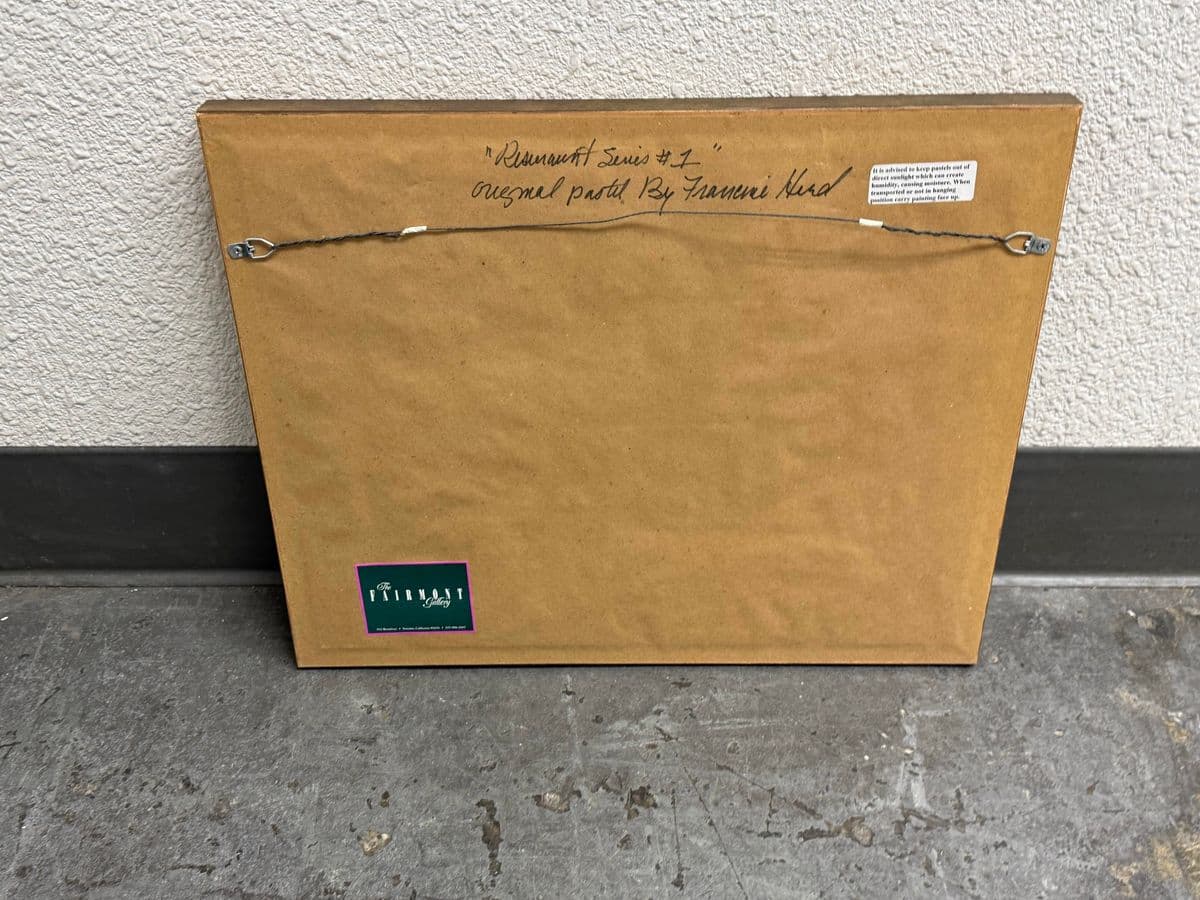 "Restaurant Series #1"
original pastel By Francine Hurd
It is advised to keep pastels out of
direct sunlight which can create
humidity, causing moisture. When
transported or not in hanging
position carry painting face up.
The
FAIRMONT
Gallery